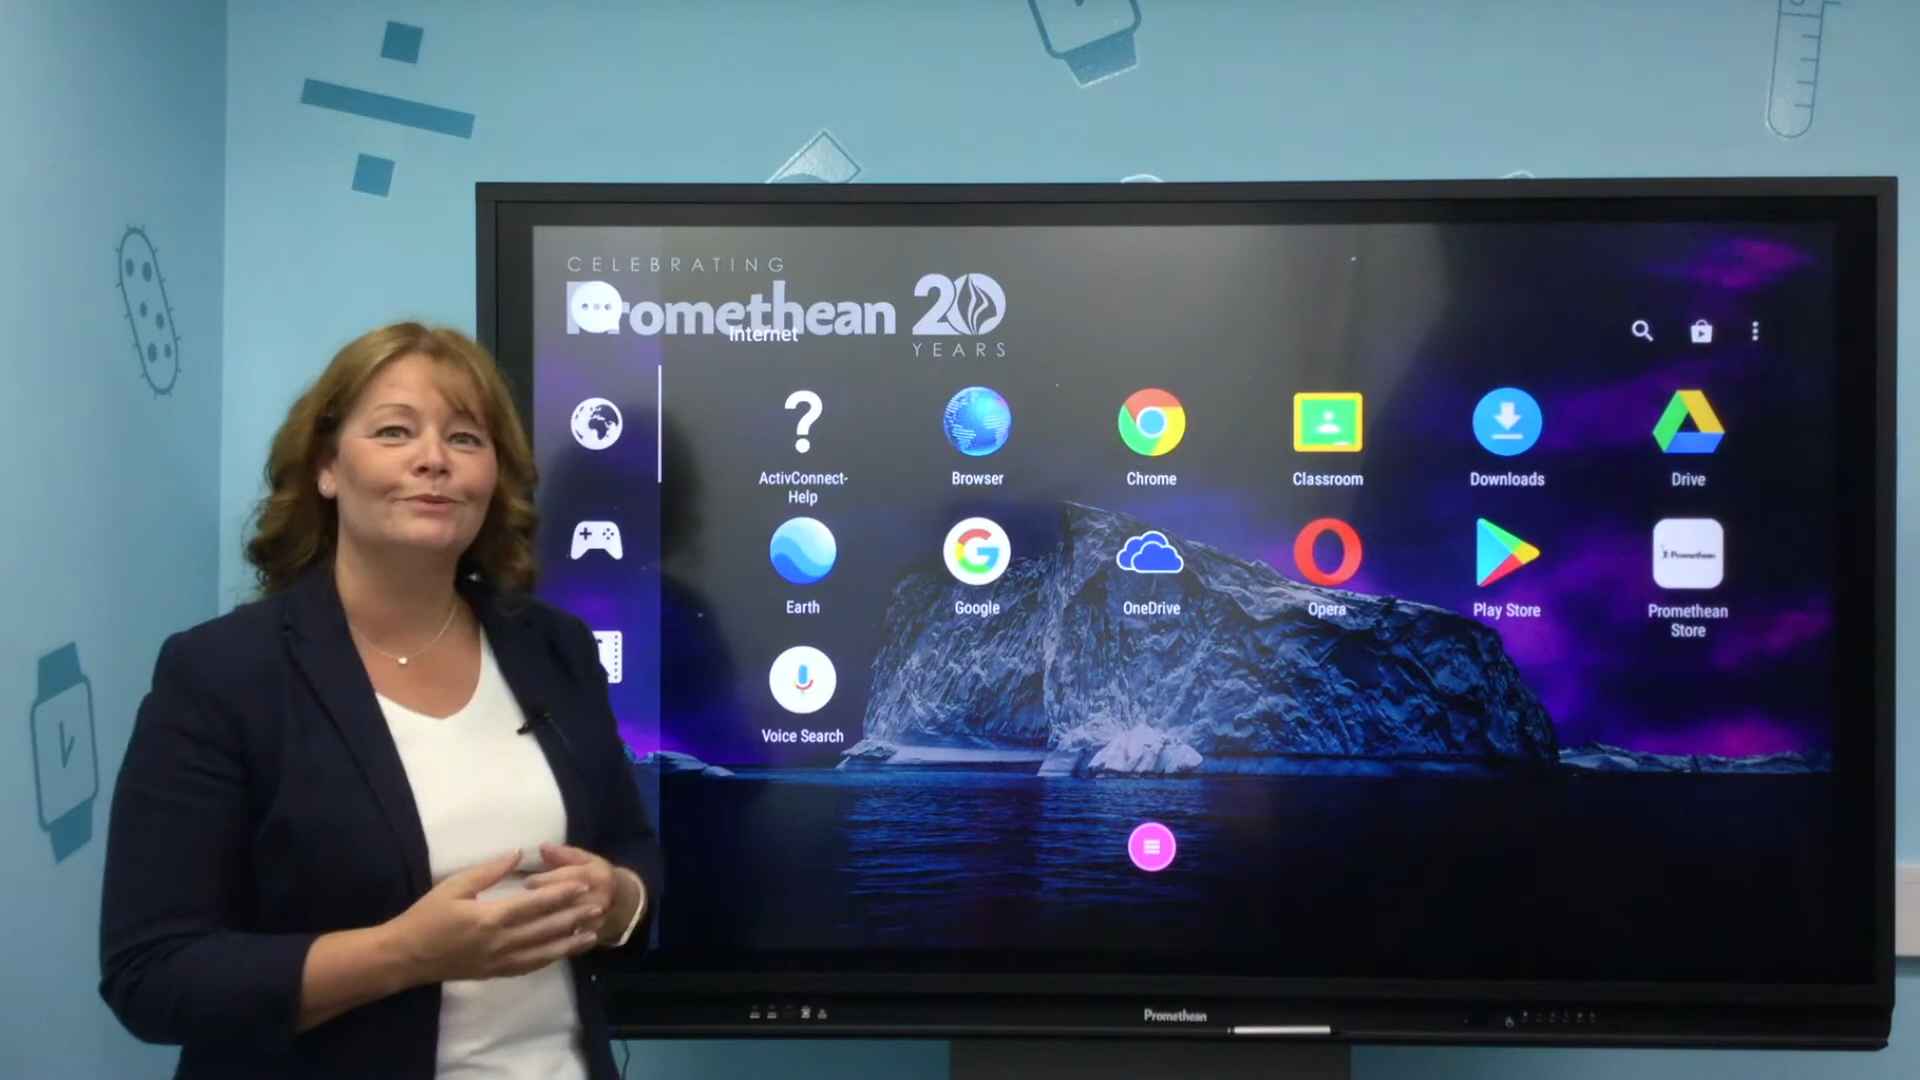 CELEBRATING
Promethean 20
YEARS
Internet
ActivConnect-
Help
Browser
Chrome
Classroom
Downloads
Drive
Earth
Google
OneDrive
Opera
Play Store
Promethean
Promethean
Store
Voice Search
Promethean